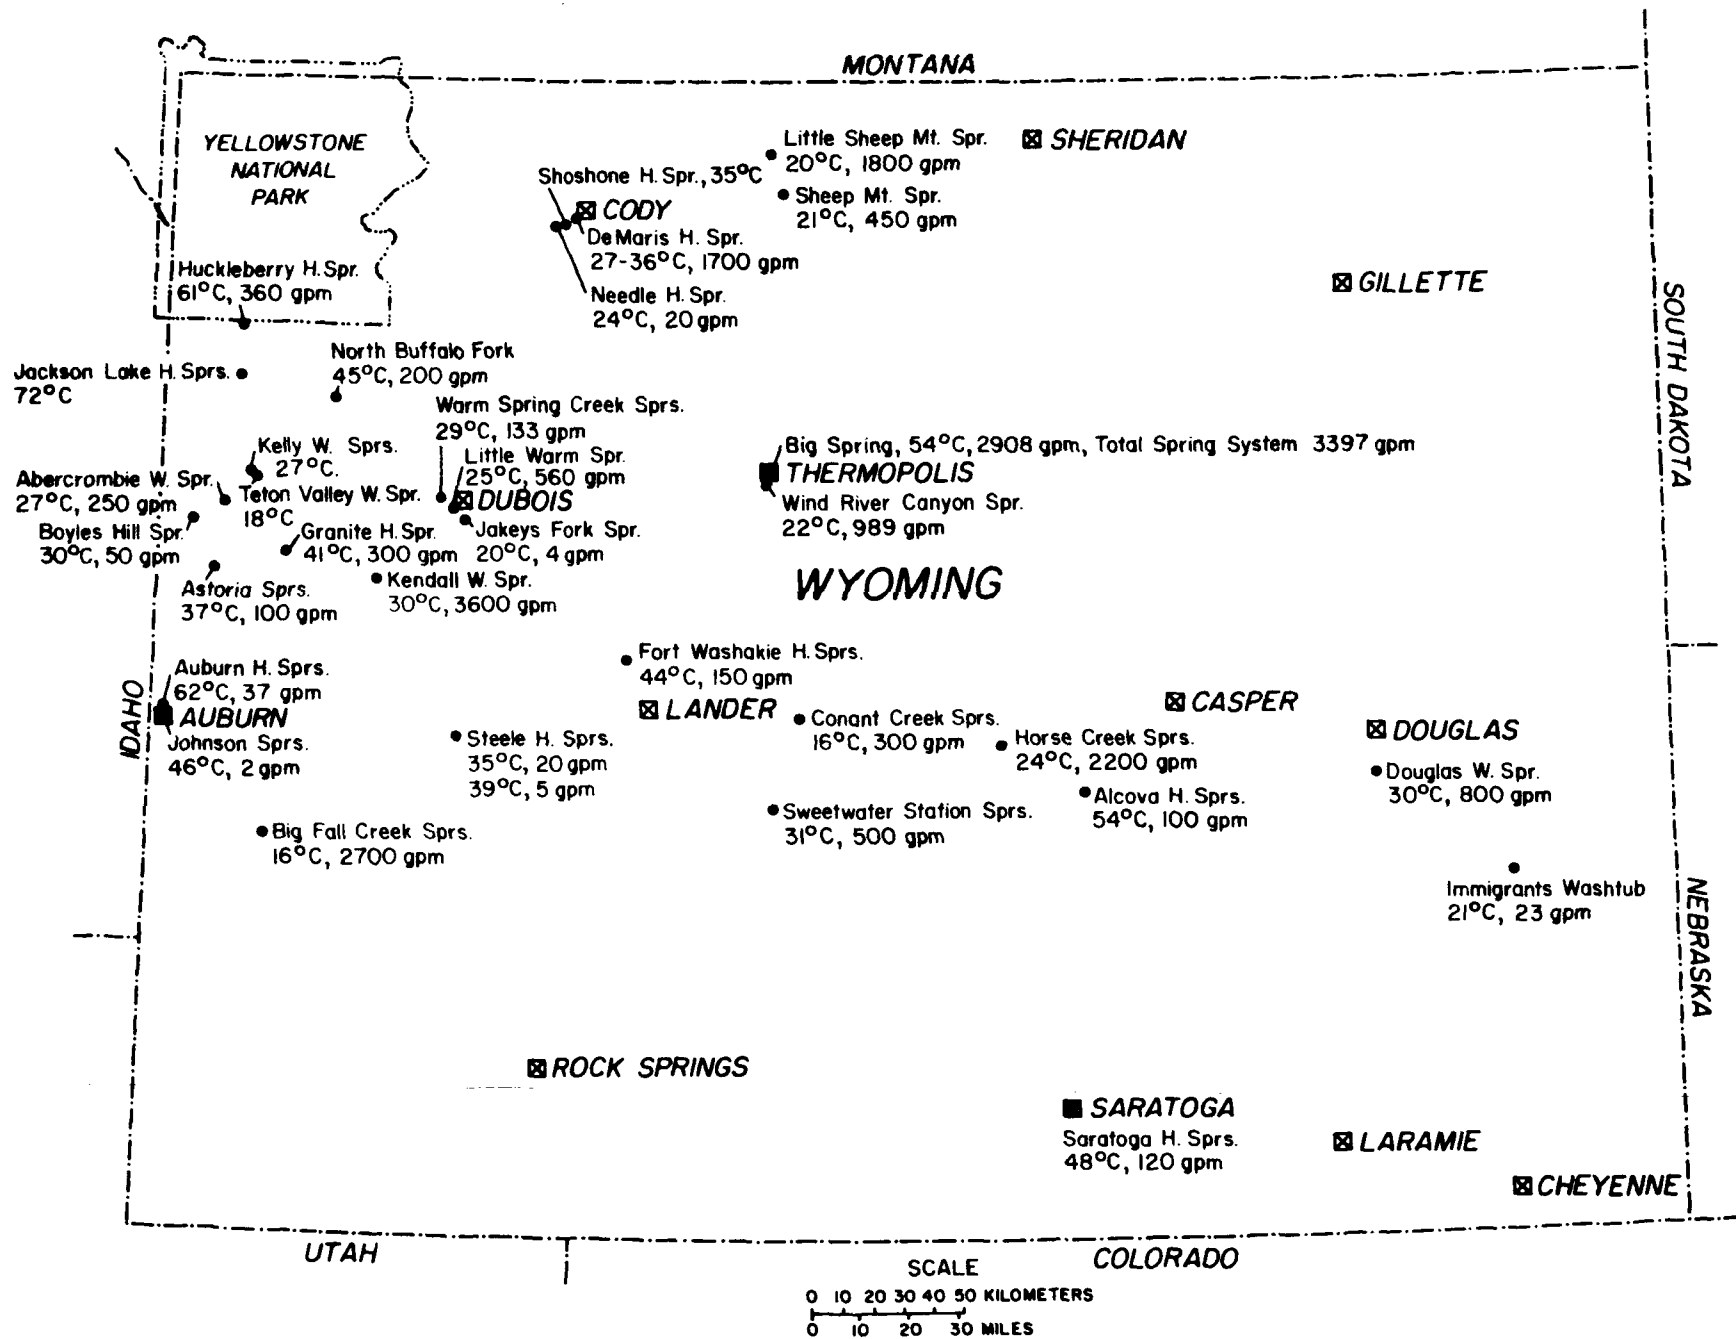 MONTANA
YELLOWSTONE
NATIONAL
PARK
Little Sheep Mt. Spr.
20°C, 1800 gpm
SHERIDAN
Shoshone H. Spr., 35°C
Sheep Mt. Spr.
21°C, 450 gpm
CODY
DeMaris H. Spr.
27-36°C, 1700 gpm
Needle H. Spr.
24°C, 20 gpm
Huckleberry H. Spr.
61°C, 360 gpm
GILLETTE
SOUTH DAKOTA
North Buffalo Fork
45°C, 200 gpm
Jackson Lake H. Sprs.
72°C
Warm Spring Creek Sprs.
29°C, 133 gpm
Kelly W. Sprs.
27°C.
Little Warm Spr.
25°C, 560 gpm
Big Spring, 54°C, 2908 gpm, Total Spring System 3397 gpm
THERMOPOLIS
Wind River Canyon Spr.
22°C, 989 gpm
Abercrombie W. Spr.
27°C, 250 gpm
Teton Valley W. Spr.
18°C
DUBOIS
Boyles Hill Spr.
30°C, 50 gpm
Granite H. Spr.
41°C, 300 gpm
Jakeys Fork Spr.
20°C, 4 gpm
Astoria Sprs.
37°C, 100 gpm
Kendall W. Spr.
30°C, 3600 gpm
WYOMING
Fort Washakie H. Sprs.
44°C, 150 gpm
Auburn H. Sprs.
62°C, 37 gpm
IDAHO
AUBURN
Johnson Sprs.
46°C, 2 gpm
LANDER
CASPER
Conant Creek Sprs.
16°C, 300 gpm
Steele H. Sprs.
35°C, 20 gpm
39°C, 5 gpm
Horse Creek Sprs.
24°C, 2200 gpm
DOUGLAS
Douglas W. Spr.
30°C, 800 gpm
Alcova H. Sprs.
54°C, 100 gpm
Sweetwater Station Sprs.
31°C, 500 gpm
Big Fall Creek Sprs.
16°C, 2700 gpm
Immigrants Washtub
21°C, 23 gpm
NEBRASKA
ROCK SPRINGS
SARATOGA
Saratoga H. Sprs.
48°C, 120 gpm
LARAMIE
CHEYENNE
UTAH
COLORADO
SCALE
0 10 20 30 40 50 KILOMETERS
0 10 20 30 MILES